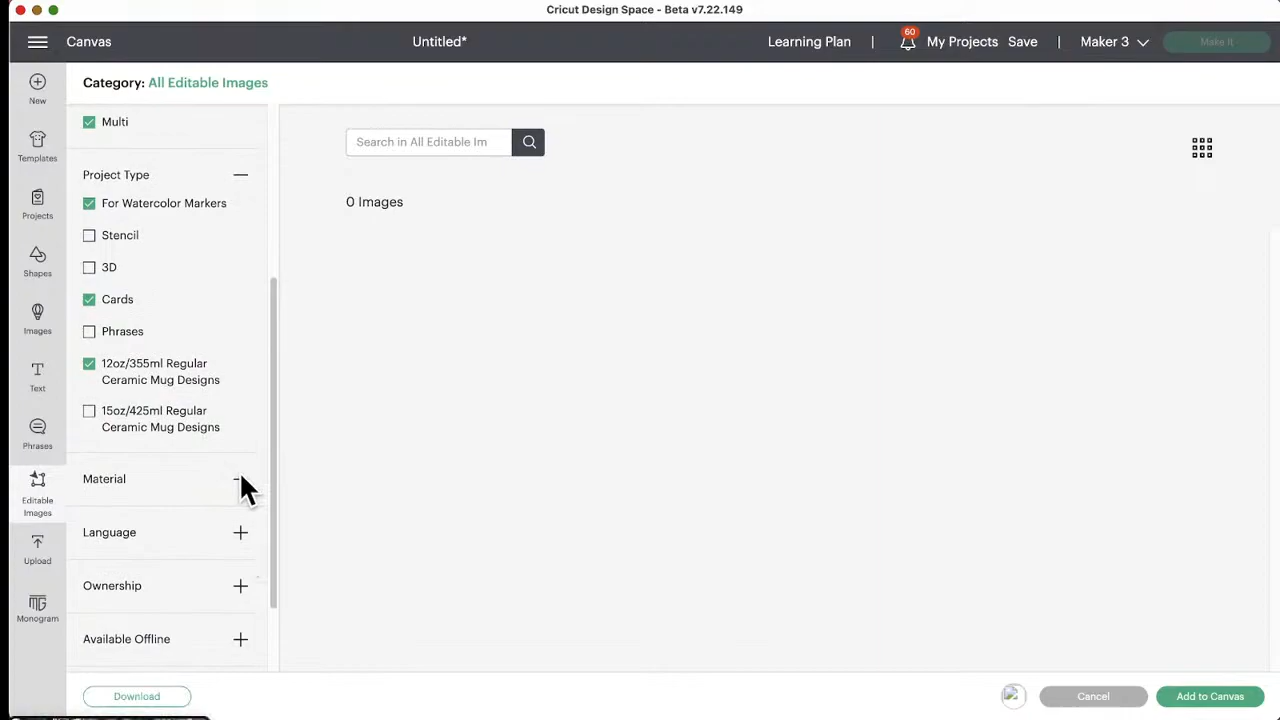 Cricut Design Space - Beta v7.22.149
Canvas
Untitled*
Learning Plan
|
60
My Projects
Save
|
Maker 3
Make It
Category: All Editable Images
New
Templates
Projects
Shapes
Images
Text
Phrases
Editable
Images
Upload
MG
Monogram
Multi
Project Type
For Watercolor Markers
Stencil
3D
Cards
Phrases
12oz/355ml Regular
Ceramic Mug Designs
15oz/425ml Regular
Ceramic Mug Designs
Material
Language
Ownership
Available Offline
Search in All Editable Im
0 Images
Download
Cancel
Add to Canvas